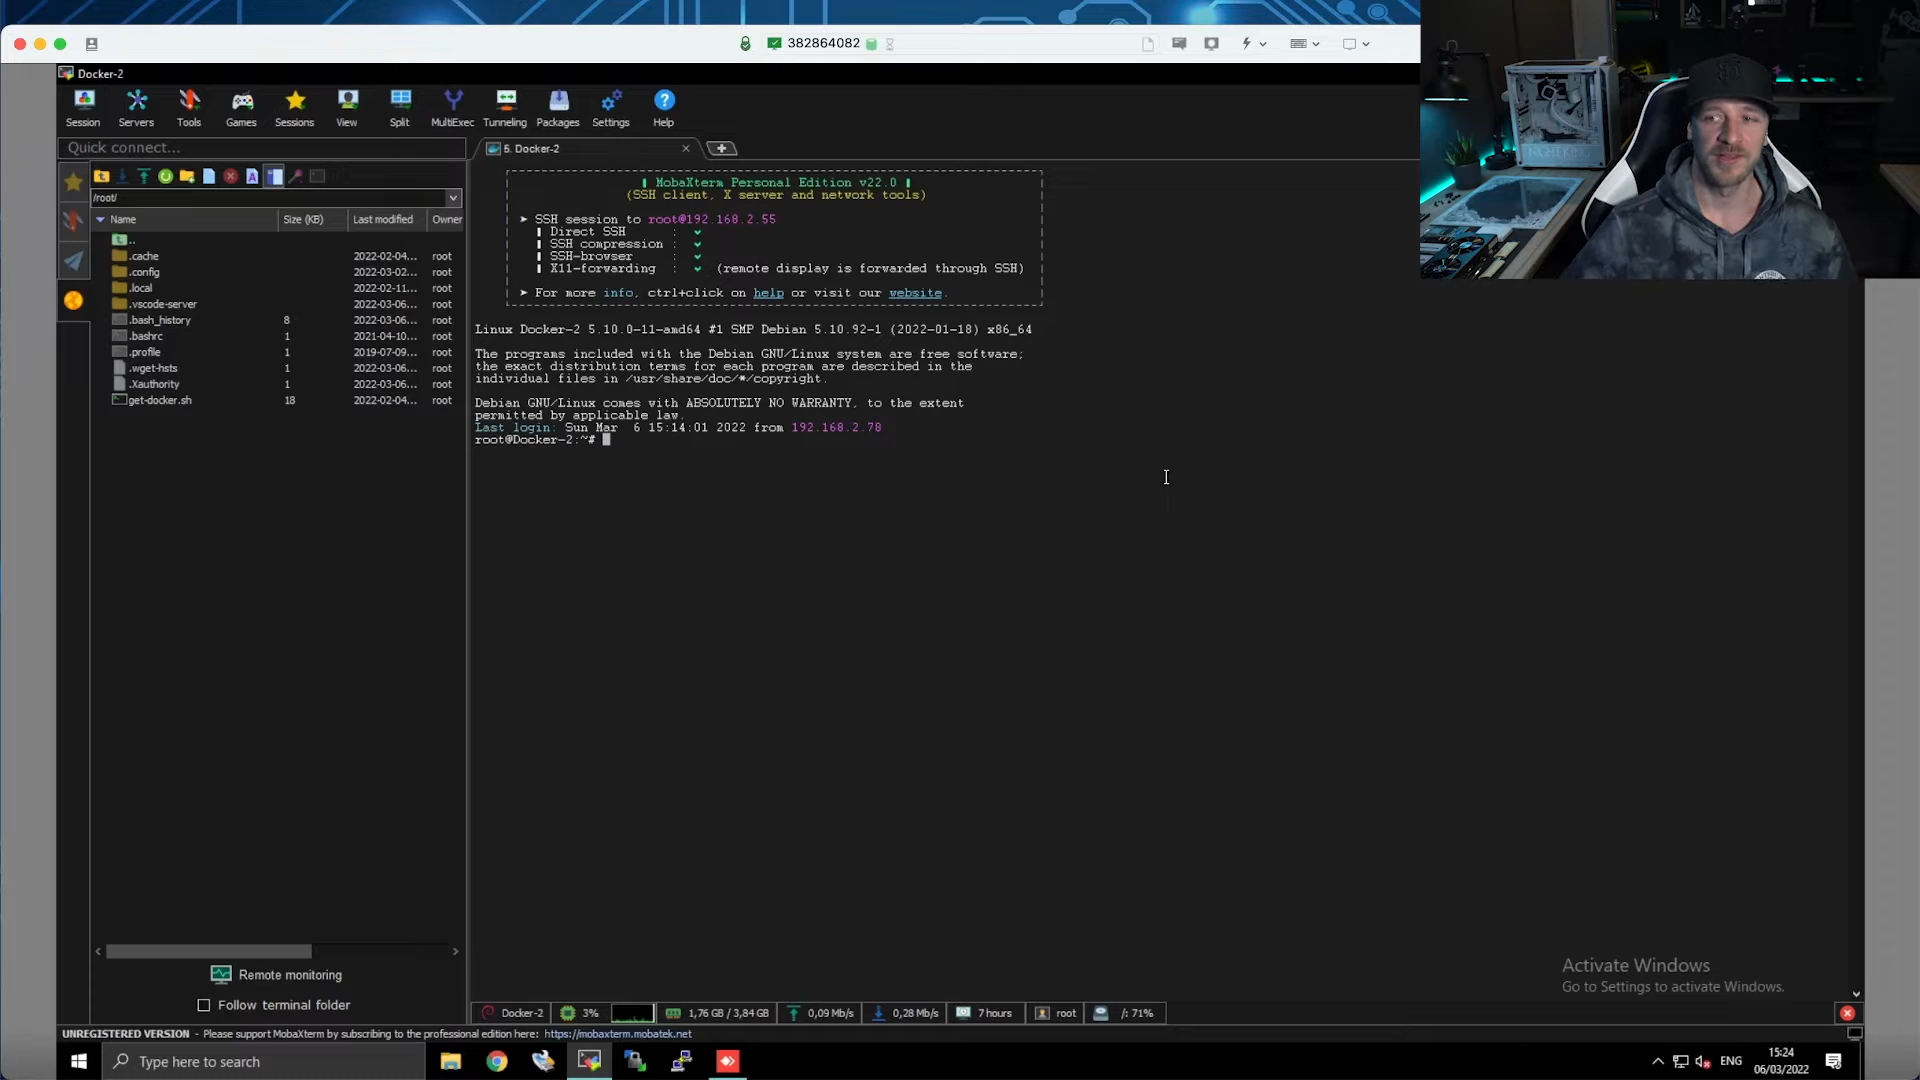 382864082
Docker-2
Session Servers Tools Games Sessions View Split MultiExec Tunneling Packages Settings Help
Quick connect...
5. Docker-2
/root/
Name Size (KB) Last modified Owner
..
.cache 2022-02-04... root
.config 2022-03-02... root
.local 2022-02-11... root
.vscode-server 2022-03-06... root
.bash_history 8 2022-03-06... root
.bashrc 1 2021-04-10... root
.profile 1 2019-07-09... root
.wget-hsts 1 2022-03-06... root
.Xauthority 1 2022-03-06... root
get-docker.sh 18 2022-02-04... root
MobaXterm Personal Edition v22.0
(SSH client, X server and network tools)
SSH session to root@192.168.2.55
Direct SSH :
SSH compression :
SSH-browser :
X11-forwarding : (remote display is forwarded through SSH)
For more info, ctrl+click on help or visit our website.
Linux Docker-2 5.10.0-11-amd64 #1 SMP Debian 5.10.92-1 (2022-01-18) x86_64
The programs included with the Debian GNU/Linux system are free software;
the exact distribution terms for each program are described in the
individual files in /usr/share/doc/*/copyright.
Debian GNU/Linux comes with ABSOLUTELY NO WARRANTY, to the extent
permitted by applicable law.
Last login: Sun Mar 6 15:14:01 2022 from 192.168.2.78
root@Docker-2:~#
Remote monitoring
Follow terminal folder
Activate Windows
Go to Settings to activate Windows.
Docker-2 3% 1,76 GB / 3,84 GB 0,09 Mb/s 0,28 Mb/s 7 hours root /: 71%
UNREGISTERED VERSION - Please support MobaXterm by subscribing to the professional edition here: https://mobaxterm.mobatek.net
Type here to search
ENG
15:24
06/03/2022